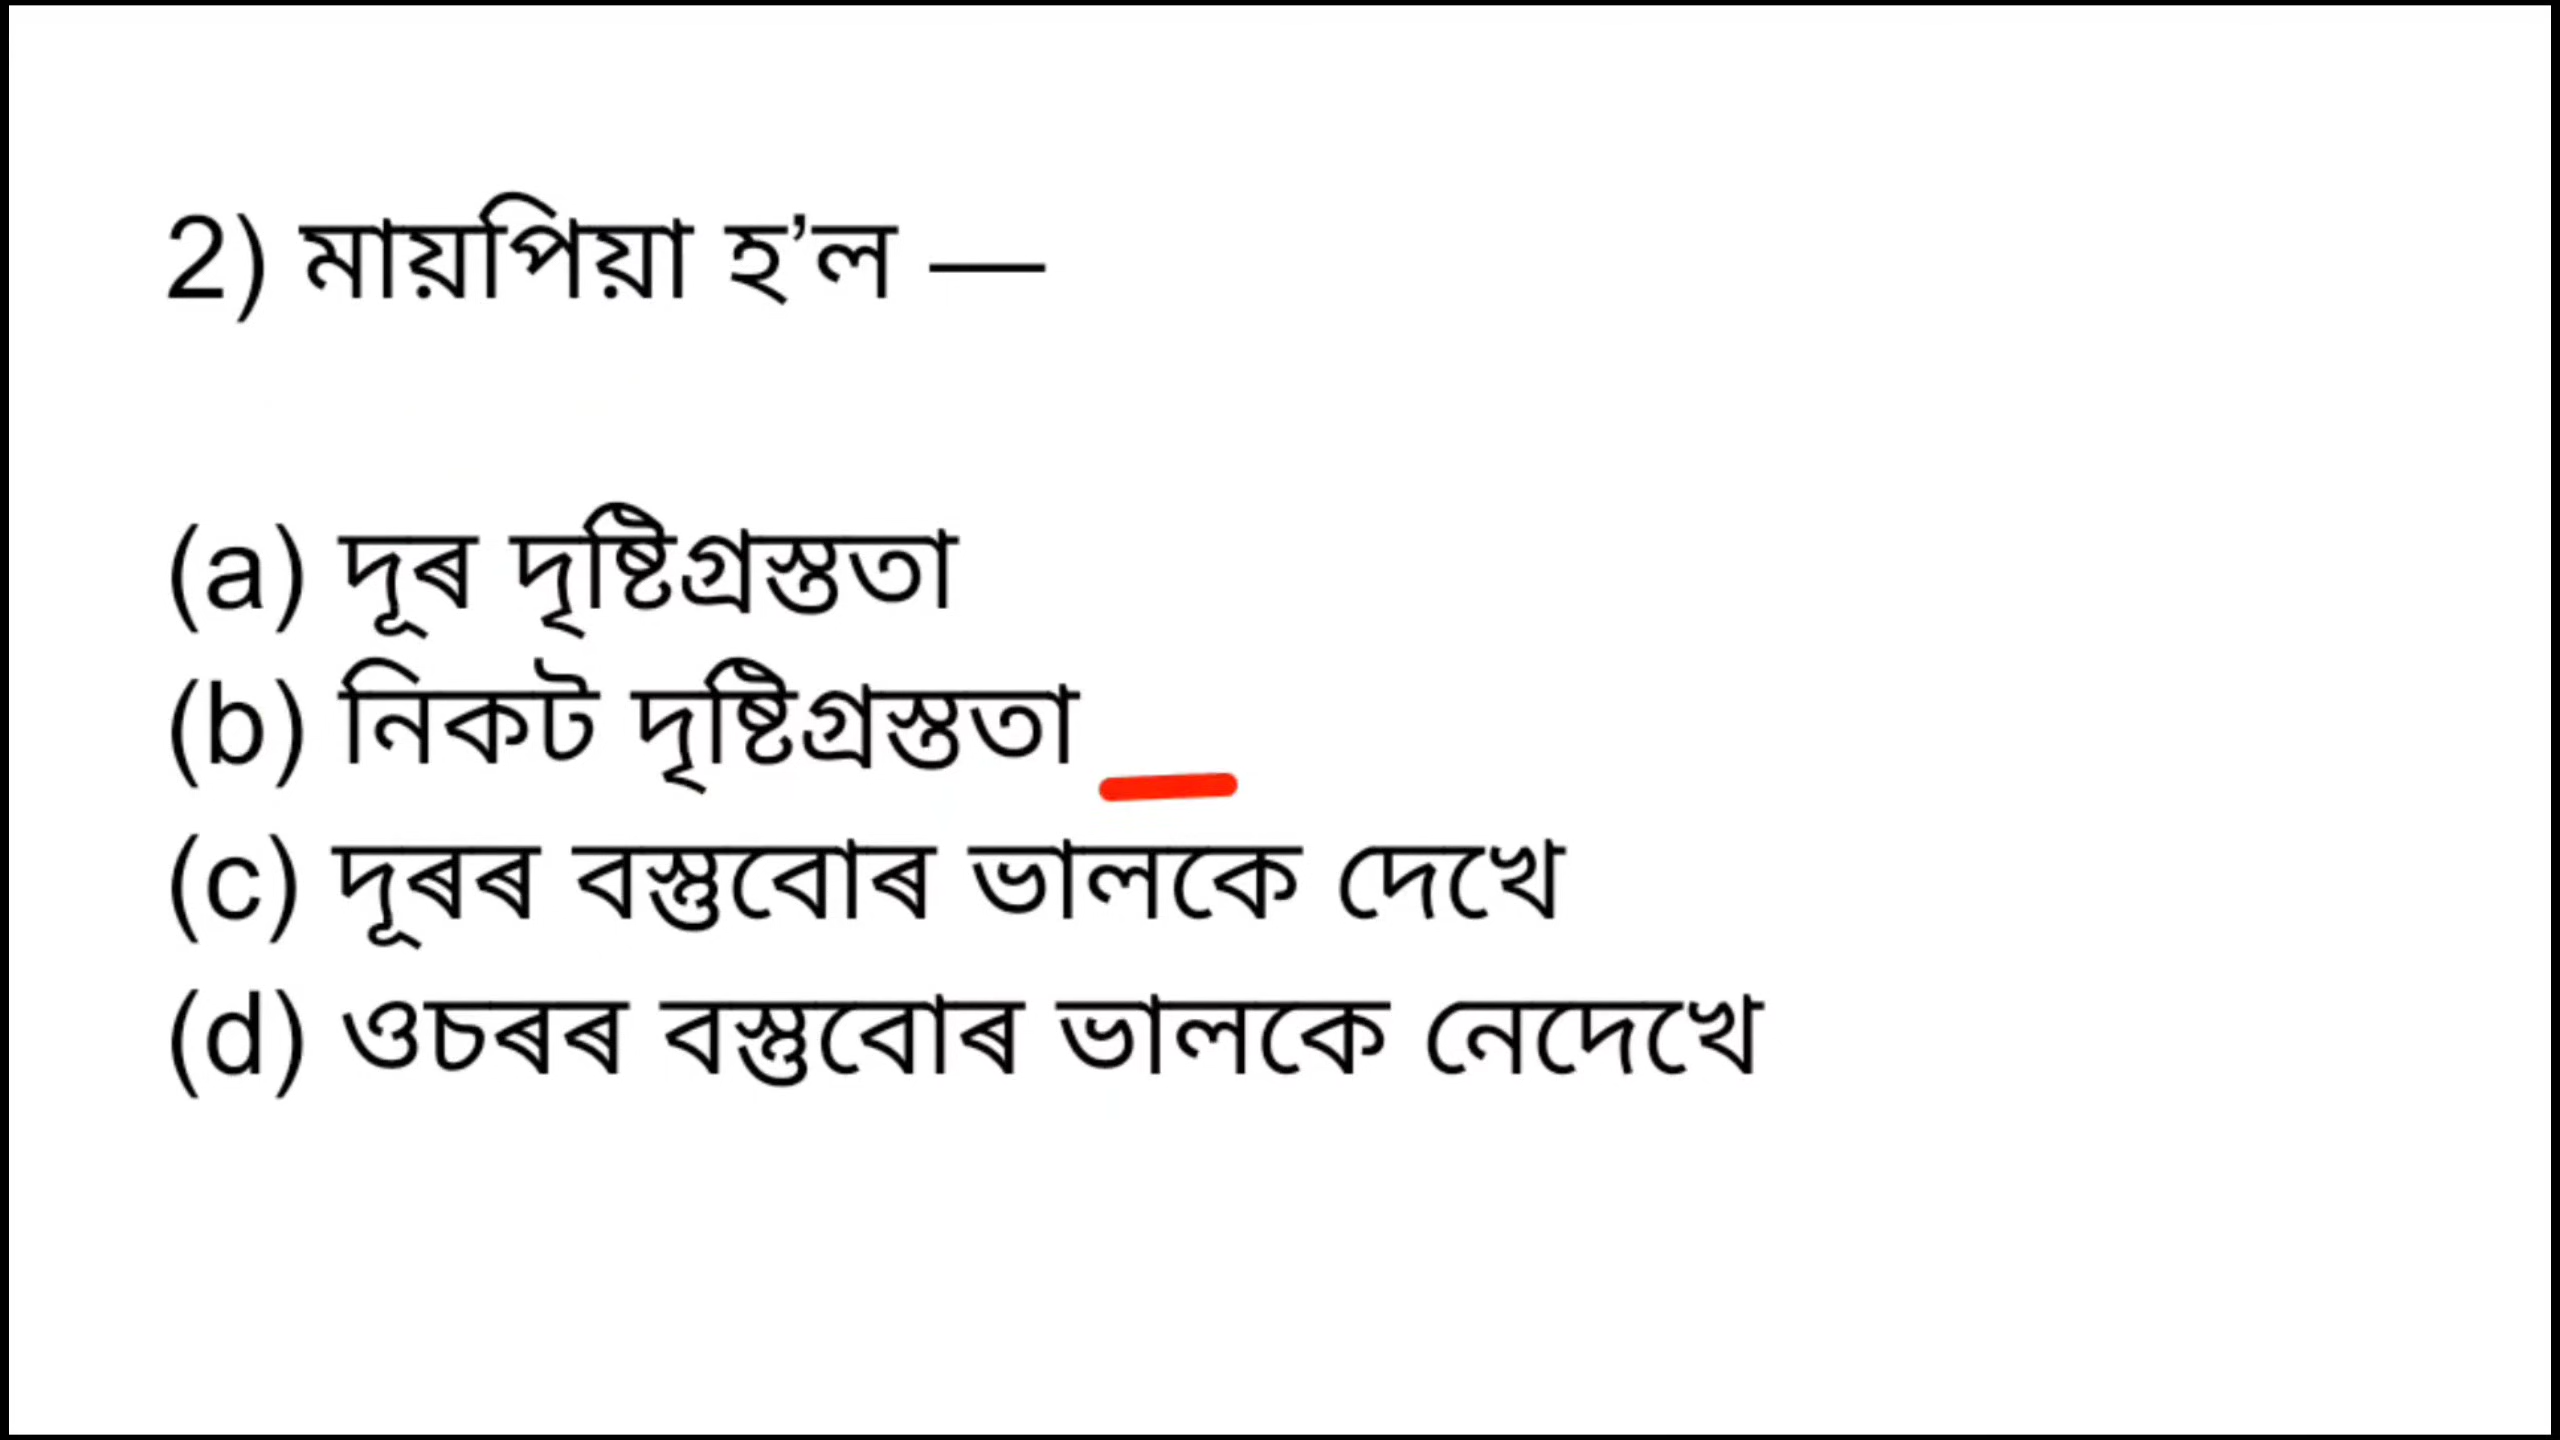 2) মায়পিয়া হ’ল —
(a) দূৰ দৃষ্টিগ্ৰস্ততা
(b) নিকট দৃষ্টিগ্ৰস্ততা
(c) দূৰৰ বস্তুবোৰ ভালকে দেখে
(d) ওচৰৰ বস্তুবোৰ ভালকে নেদেখে